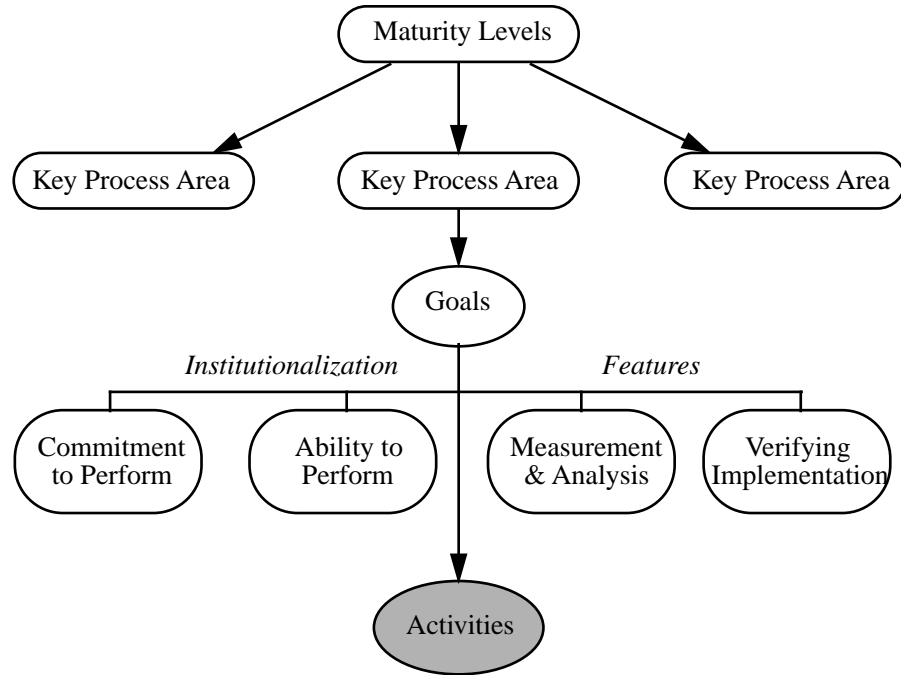 Maturity Levels
Key Process Area
Key Process Area
Key Process Area
Goals
Institutionalization
Features
Commitment
to Perform
Ability to
Perform
Measurement
& Analysis
Verifying
Implementation
Activities